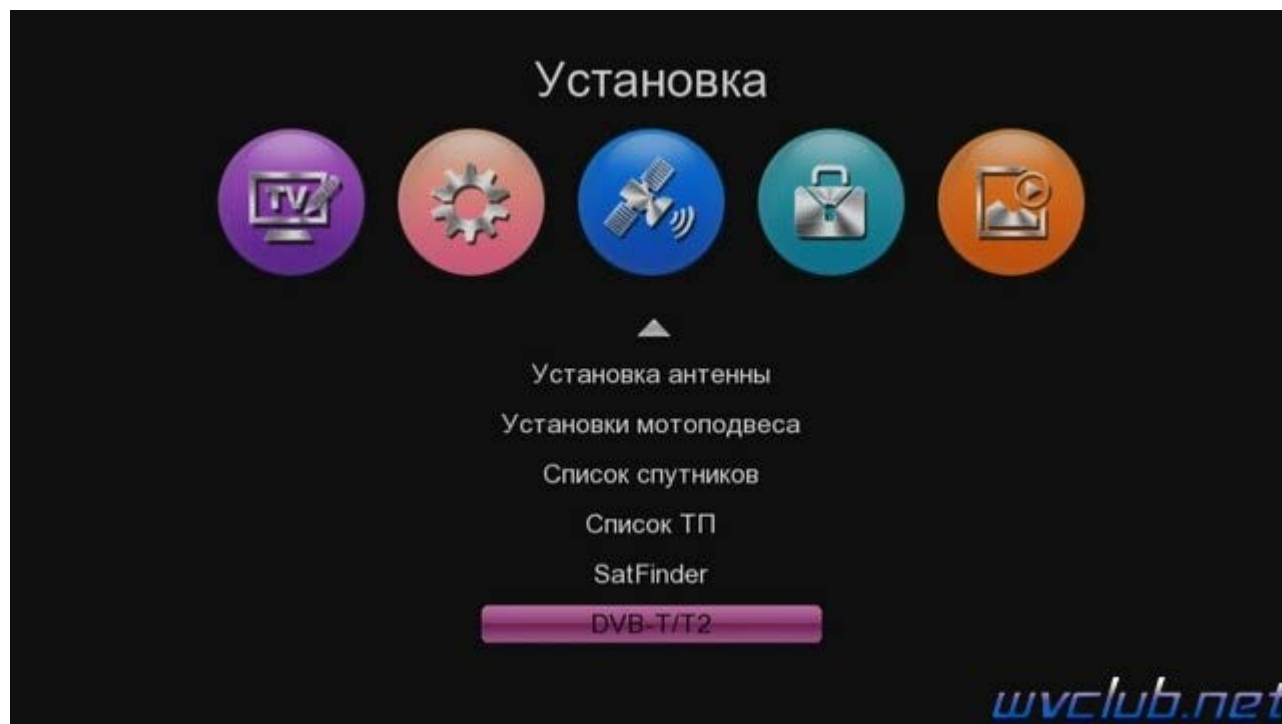 Установка
TV
Установка антенны
Установки мотоподвеса
Список спутников
Список ТП
SatFinder
DVB-T/T2
wvclub.net